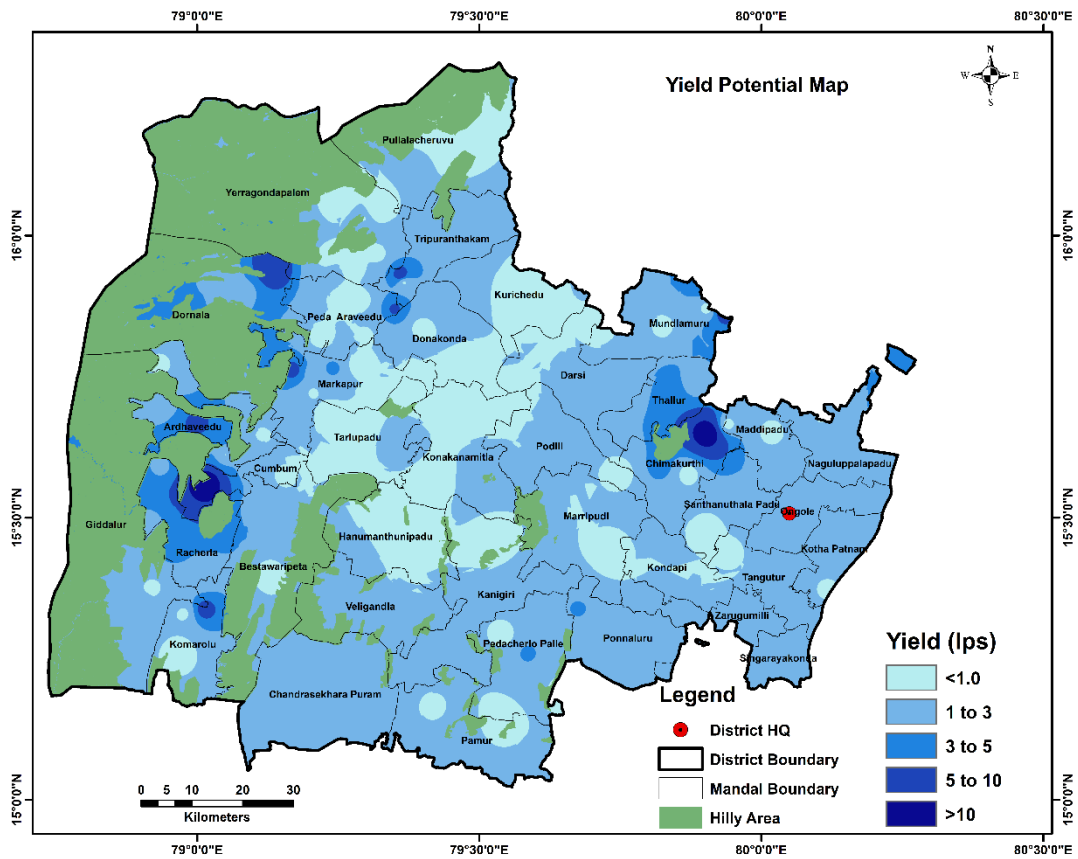 79°0'0"E
79°30'0"E
80°0'0"E
80°30'0"E
Yield Potential Map
N
W
E
S
16°0'0"N
16°0'0"N
15°30'0"N
15°30'0"N
15°0'0"N
15°0'0"N
Pullalacheruvu
Yerragondapalem
Tripuranthakam
Kurichedu
Dornala
Peda Araveedu
Mundlamuru
Donakonda
Darsi
Markapur
Thallur
Ardhaveedu
Maddipadu
Tarlupadu
Podili
Konakanamitla
Cumbum
Chimakurthi
Naguluppalapadu
Santhanuthala Padu
Ongole
Giddalur
Marripudi
Hanumanthunipadu
Kotha Patnam
Racherla
Bestawaripeta
Kondapi
Tangutur
Kanigiri
Veligandla
Zarugumilli
Komarolu
Pedacherlo Palle
Ponnaluru
Singarayakonda
Chandrasekhara Puram
Pamur
Legend
District HQ
District Boundary
Mandal Boundary
Hilly Area
Yield (lps)
<1.0
1 to 3
3 to 5
5 to 10
>10
0 5 10 20 30
Kilometers
79°0'0"E
79°30'0"E
80°0'0"E
80°30'0"E